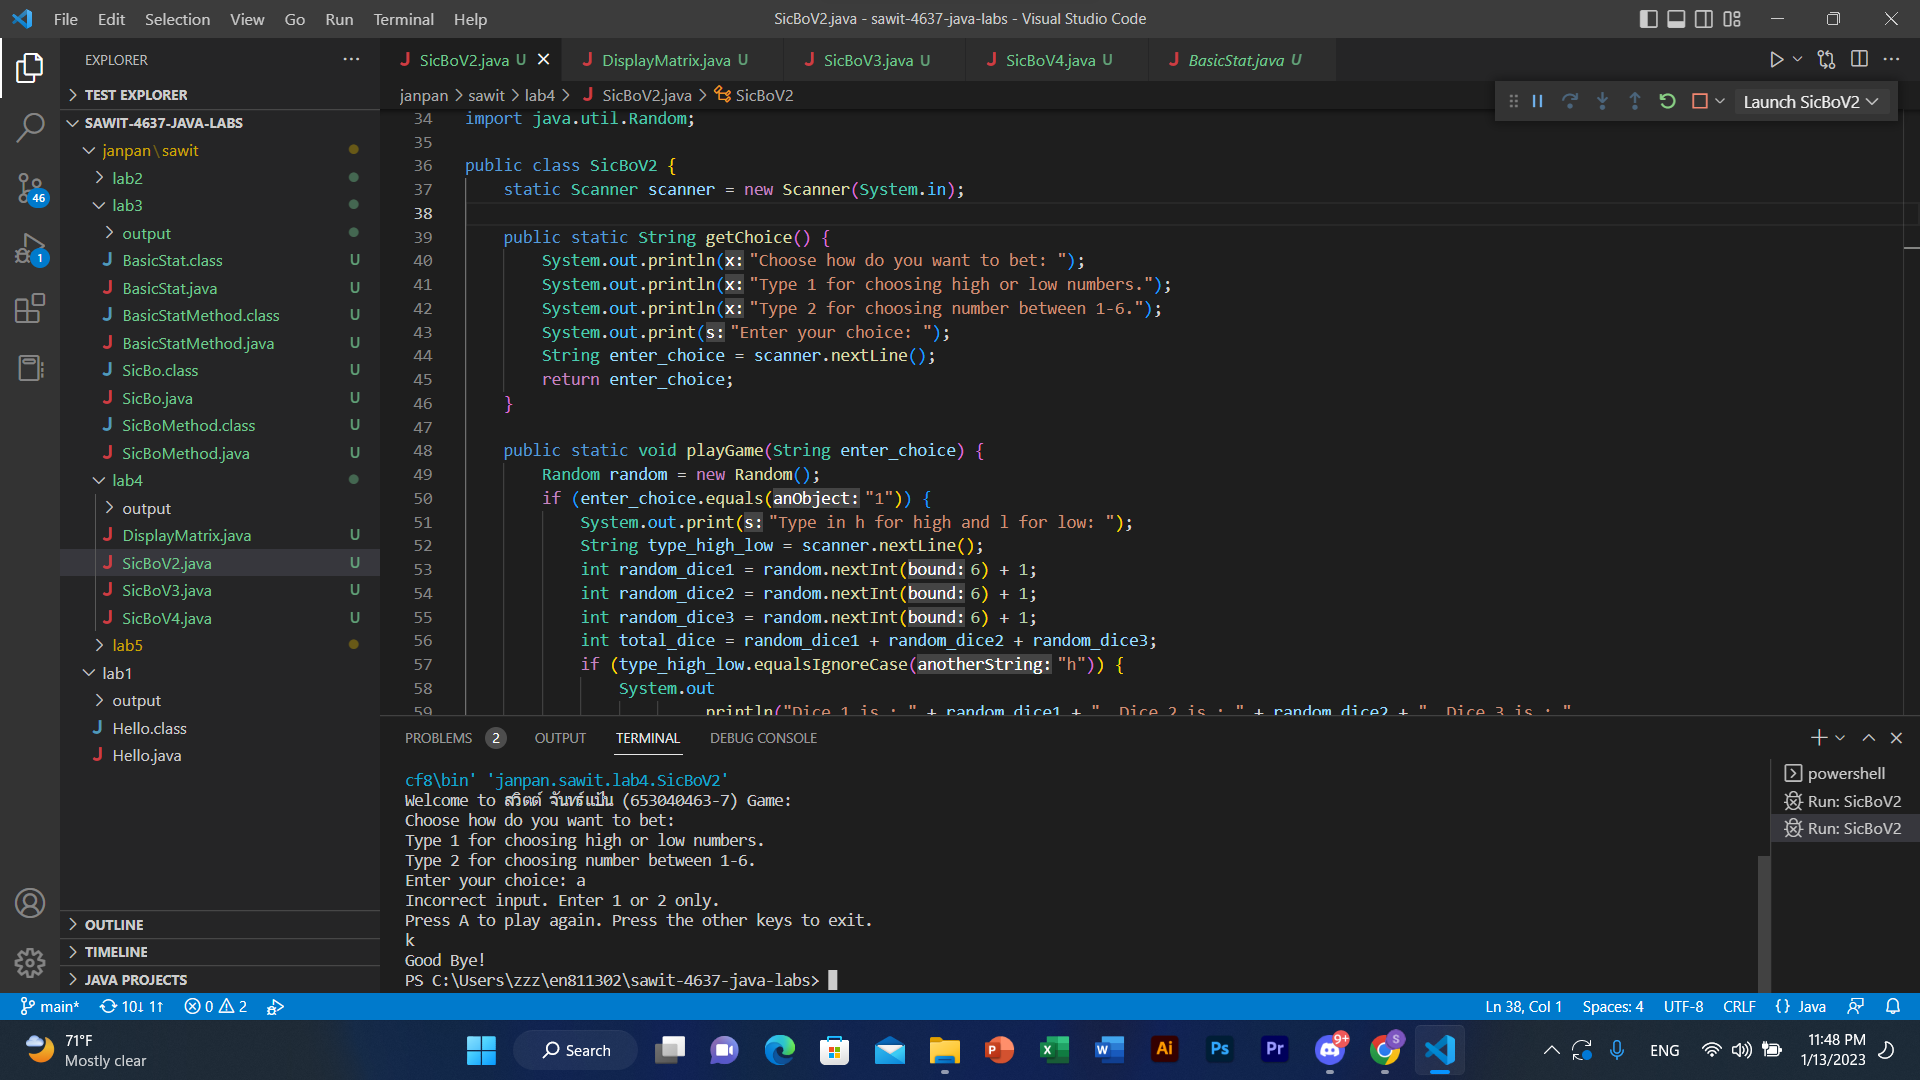 File Edit Selection View Go Run Terminal Help
SicBoV2.java - sawit-4637-java-labs - Visual Studio Code
EXPLORER
TEST EXPLORER
SAWIT-4637-JAVA-LABS
janpan\sawit
lab2
lab3
output
BasicStat.class U
BasicStat.java U
BasicStatMethod.class U
BasicStatMethod.java U
SicBo.class U
SicBo.java U
SicBoMethod.class U
SicBoMethod.java U
lab4
output
DisplayMatrix.java U
SicBoV2.java U
SicBoV3.java U
SicBoV4.java U
lab5
lab1
output
Hello.class
Hello.java
OUTLINE
TIMELINE
JAVA PROJECTS
46
1
SicBoV2.java U
DisplayMatrix.java U
SicBoV3.java U
SicBoV4.java U
BasicStat.java U
janpan > sawit > lab4 > SicBoV2.java > SicBoV2
Launch SicBoV2
34 import java.util.Random;
35
36 public class SicBoV2 {
37 static Scanner scanner = new Scanner(System.in);
38
39 public static String getChoice() {
40 System.out.println(x: "Choose how do you want to bet: ");
41 System.out.println(x: "Type 1 for choosing high or low numbers.");
42 System.out.println(x: "Type 2 for choosing number between 1-6.");
43 System.out.print(s: "Enter your choice: ");
44 String enter_choice = scanner.nextLine();
45 return enter_choice;
46 }
47
48 public static void playGame(String enter_choice) {
49 Random random = new Random();
50 if (enter_choice.equals(anObject: "1")) {
51 System.out.print(s: "Type in h for high and l for low: ");
52 String type_high_low = scanner.nextLine();
53 int random_dice1 = random.nextInt(bound: 6) + 1;
54 int random_dice2 = random.nextInt(bound: 6) + 1;
55 int random_dice3 = random.nextInt(bound: 6) + 1;
56 int total_dice = random_dice1 + random_dice2 + random_dice3;
57 if (type_high_low.equalsIgnoreCase(anotherString: "h")) {
58 System.out
59 .println("Dice 1 is : " + random_dice1 + " Dice 2 is : " + random_dice2 + " Dice 3 is : "
PROBLEMS 2 OUTPUT TERMINAL DEBUG CONSOLE
cf8\bin' 'janpan.sawit.lab4.SicBoV2'
Welcome to สวิตต์ จันทร์แป้น (653040463-7) Game:
Choose how do you want to bet:
Type 1 for choosing high or low numbers.
Type 2 for choosing number between 1-6.
Enter your choice: a
Incorrect input. Enter 1 or 2 only.
Press A to play again. Press the other keys to exit.
k
Good Bye!
PS C:\Users\zzz\en811302\sawit-4637-java-labs>
powershell
Run: SicBoV2
Run: SicBoV2
main* 10↓ 1↑ 0 2
Ln 38, Col 1 Spaces: 4 UTF-8 CRLF {} Java
71°F
Mostly clear
Search
Ai
Ps
Pr
9+
S
ENG
11:48 PM
1/13/2023